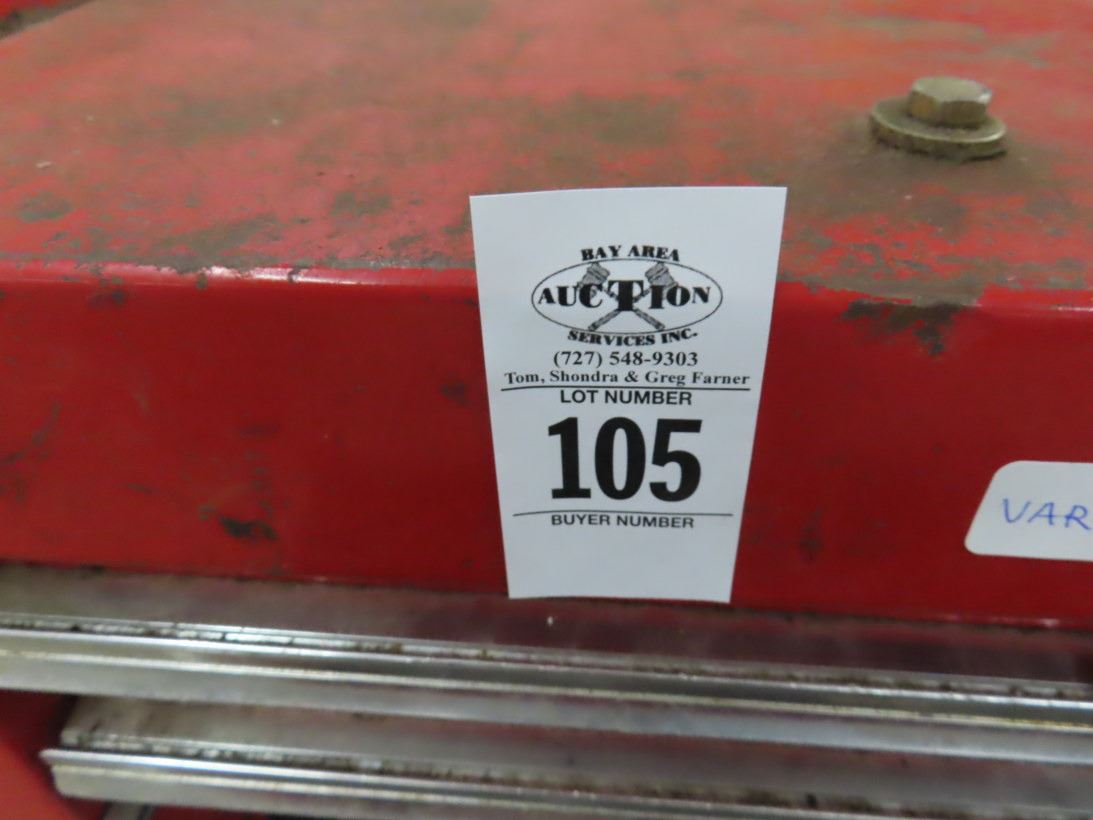 BAY AREA
AUCTION
SERVICES INC.
(727) 548-9303
Tom, Shondra & Greg Farner
LOT NUMBER
105
BUYER NUMBER
VAR